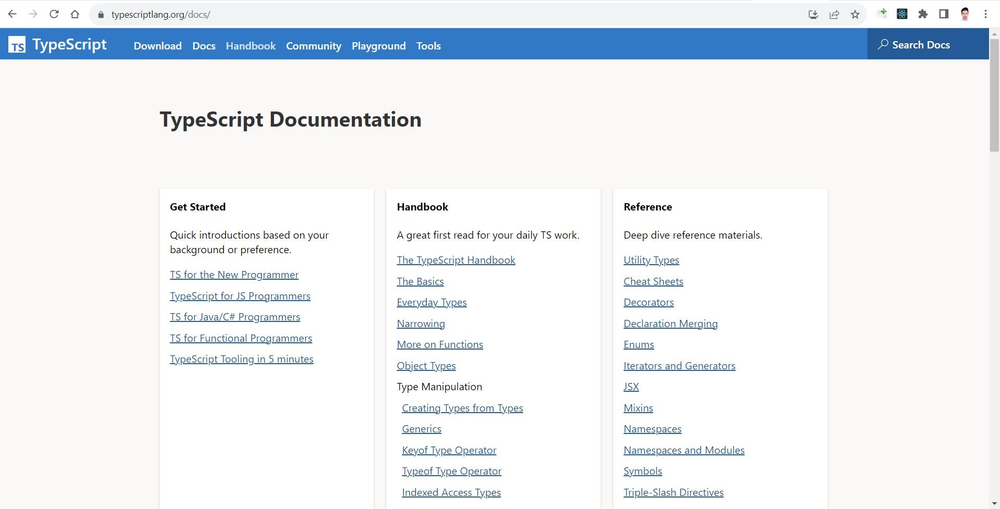 typescriptlang.org/docs/
TS TypeScript Download Docs Handbook Community Playground Tools Search Docs
TypeScript Documentation
Get Started
Quick introductions based on your
background or preference.
TS for the New Programmer
TypeScript for JS Programmers
TS for Java/C# Programmers
TS for Functional Programmers
TypeScript Tooling in 5 minutes
Handbook
A great first read for your daily TS work.
The TypeScript Handbook
The Basics
Everyday Types
Narrowing
More on Functions
Object Types
Type Manipulation
Creating Types from Types
Generics
Keyof Type Operator
Typeof Type Operator
Indexed Access Types
Reference
Deep dive reference materials.
Utility Types
Cheat Sheets
Decorators
Declaration Merging
Enums
Iterators and Generators
JSX
Mixins
Namespaces
Namespaces and Modules
Symbols
Triple-Slash Directives